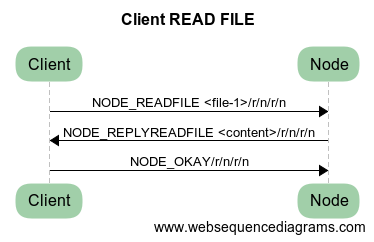 Client READ FILE
Client Node
NODE_READFILE <file-1>/r/n/r/n
NODE_REPLYREADFILE <content>/r/n/r/n
NODE_OKAY/r/n/r/n
Client Node
www.websequencediagrams.com